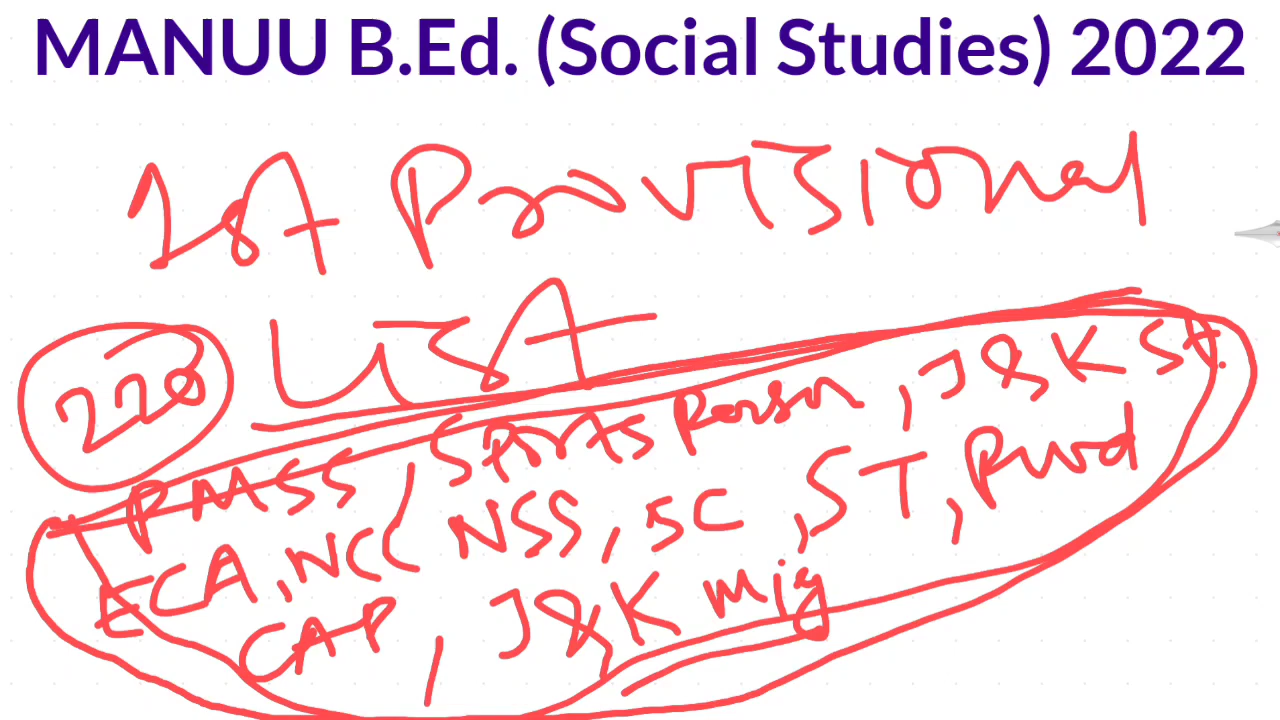 MANUU B.Ed. (Social Studies) 2022
1st Provisional
List
220
PMSS, Sports Person, J&K St.
ECA, NCC NSS, SC, ST, Pwd
CAP, J&K mig